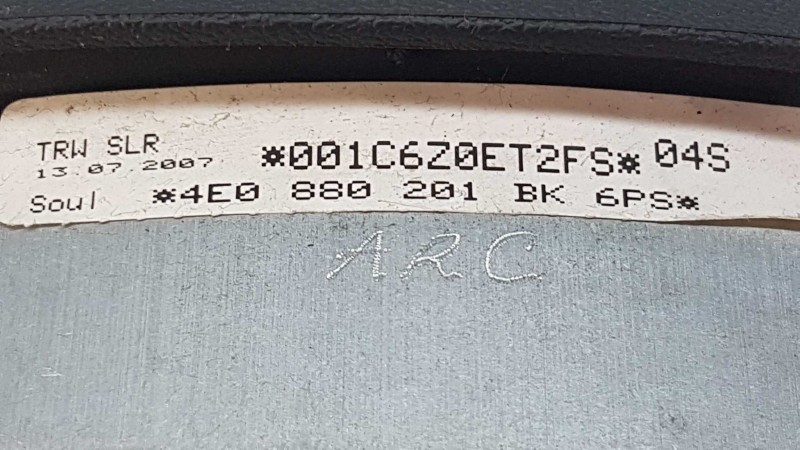 TRW SLR *001C6Z0ET2FS* 04S
13.07.2007
Soul *4E0 880 201 BK 6PS*
ARC